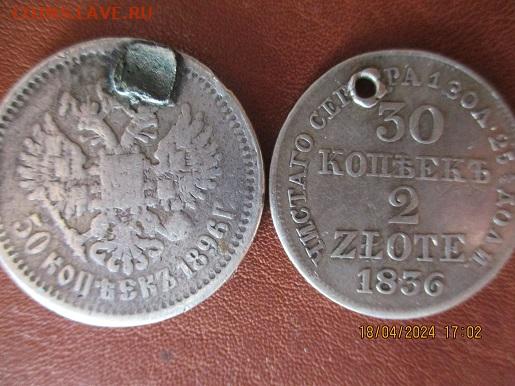 COINSSLAVE.RU
50 КОПѢЕКЪ 1896 Г.
ЧИСТАГО СЕРЕБРА 1 ЗОЛ. 25 ДОЛИ
30
КОПѢЕКЪ
2
ZŁOTE
1836
18/04/2024 17:02